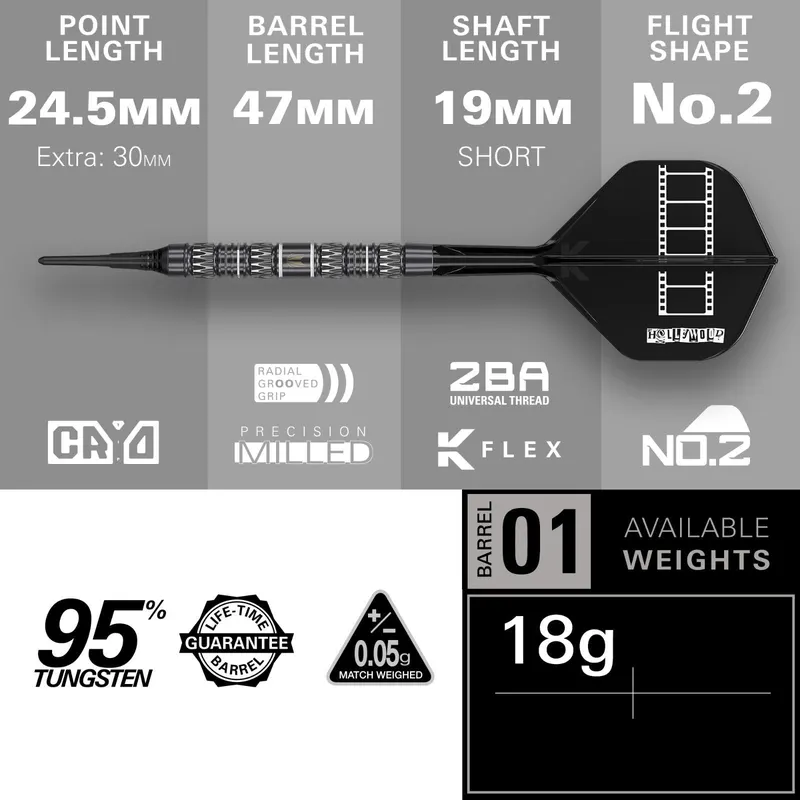 POINT
LENGTH
24.5MM
Extra: 30MM
BARREL
LENGTH
47MM
SHAFT
LENGTH
19MM
SHORT
FLIGHT
SHAPE
No.2
K
HOLLYWOOD
CRYO
RADIAL
GROOVED
GRIP
PRECISION
MILLED
2BA
UNIVERSAL THREAD
K FLEX
NO.2
95%
TUNGSTEN
LIFE-TIME
GUARANTEE
BARREL
+/-
0.05g
MATCH WEIGHED
BARREL
01
AVAILABLE
WEIGHTS
18g